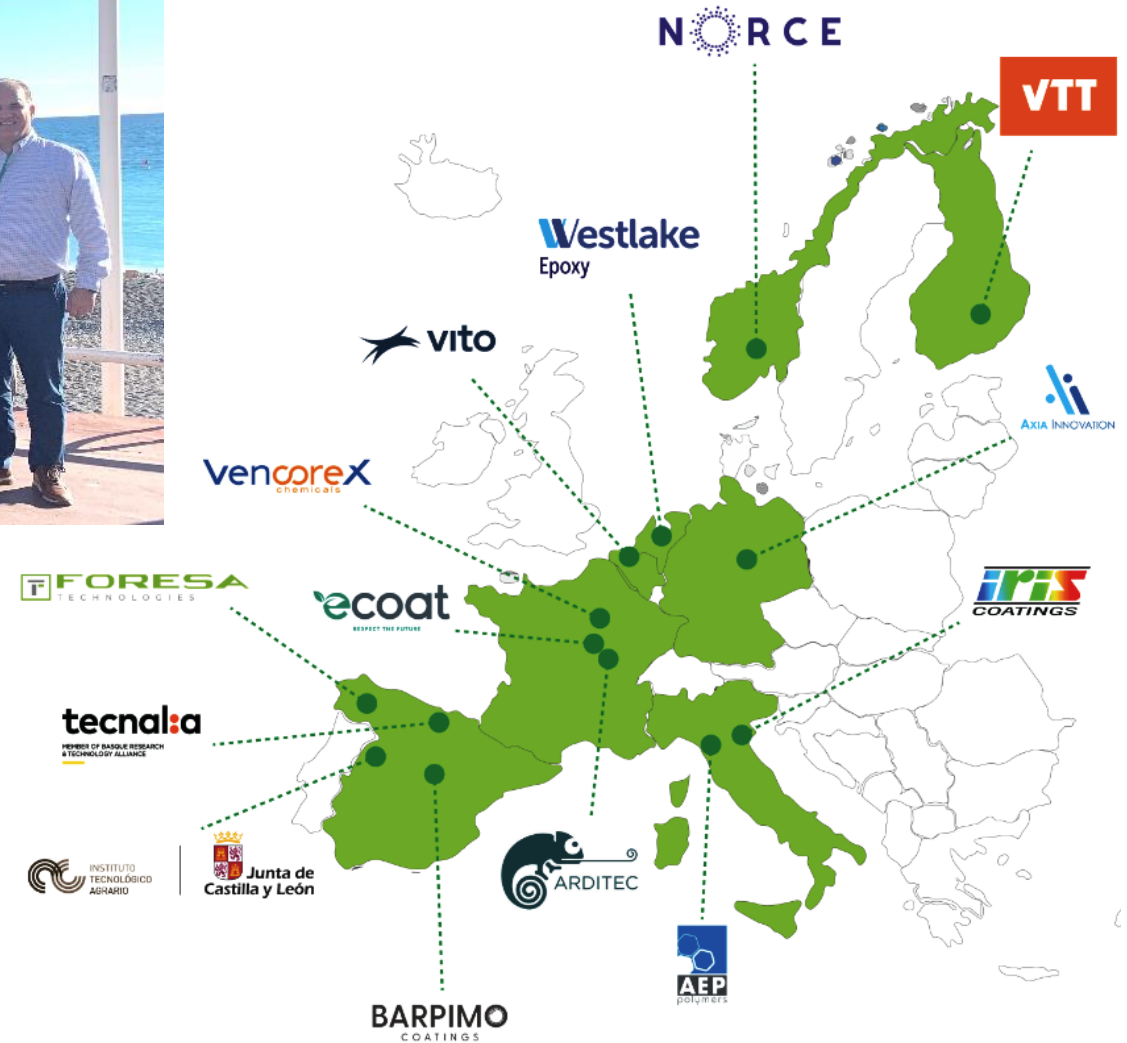 NORCE
VTT
Westlake
Epoxy
vito
AXIA INNOVATION
vencorex
chemicals
FORESA
TECHNOLOGIES
ecoat
RESPECT THE FUTURE
iris
COATINGS
tecnal:a
MEMBER OF BASQUE RESEARCH
& TECHNOLOGY ALLIANCE
INSTITUTO
TECNOLÓGICO
AGRARIO
Junta de
Castilla y León
ARDITEC
AEP
polymers
BARPIMO
COATINGS